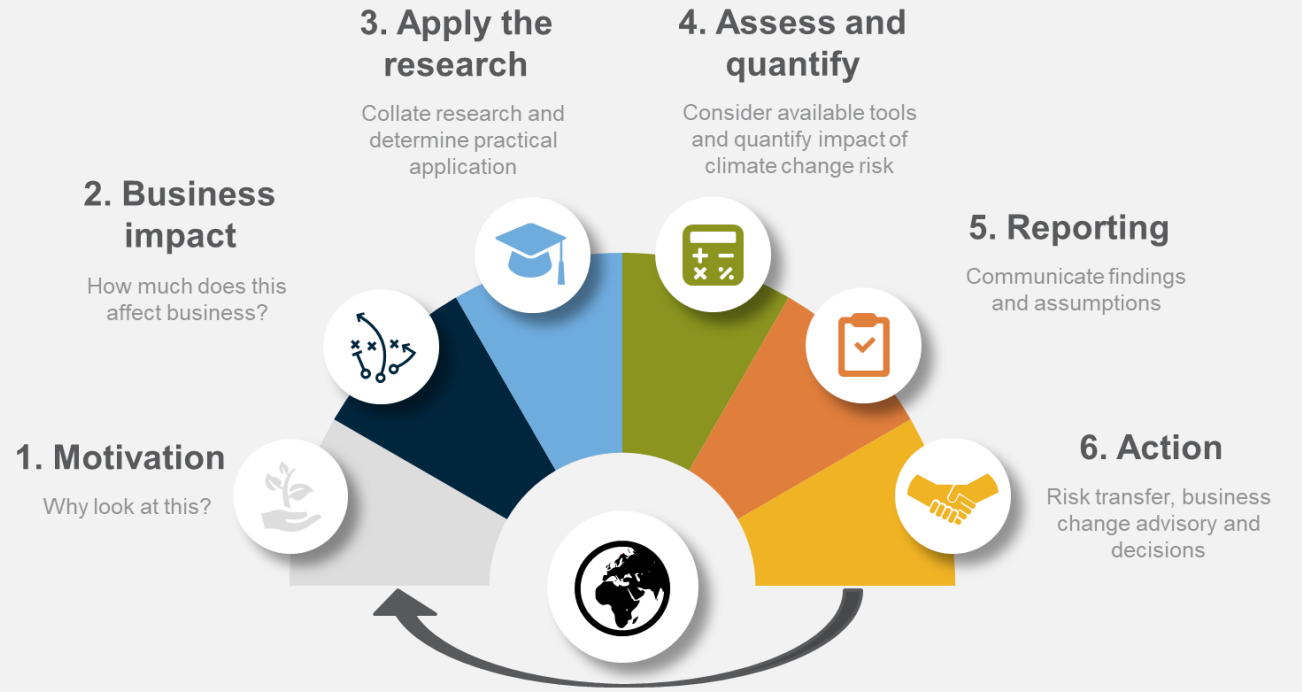 1. Motivation
Why look at this?
2. Business
impact
How much does this
affect business?
3. Apply the
research
Collate research and
determine practical
application
4. Assess and
quantify
Consider available tools
and quantify impact of
climate change risk
5. Reporting
Communicate findings
and assumptions
6. Action
Risk transfer, business
change advisory and
decisions